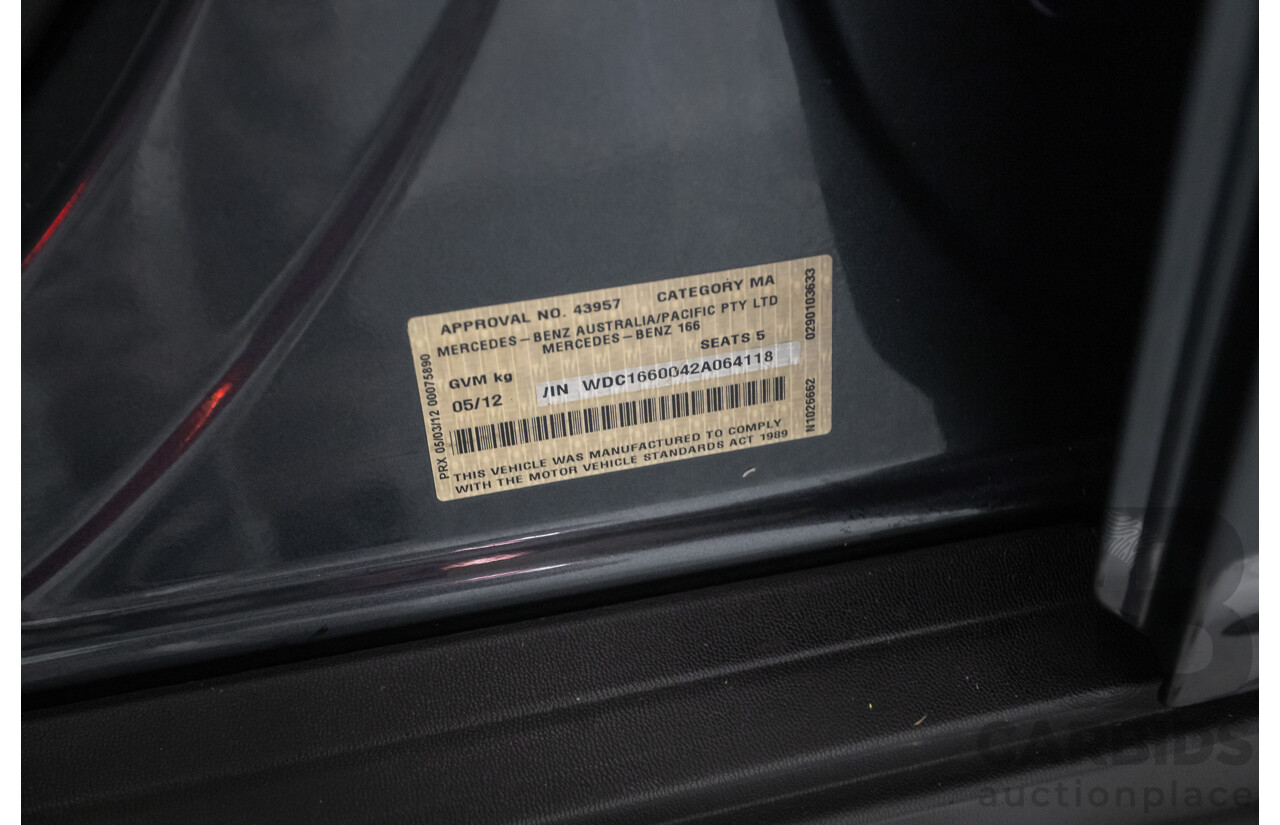 APPROVAL NO. 43957 CATEGORY MA
MERCEDES-BENZ AUSTRALIA/PACIFIC PTY LTD
MERCEDES-BENZ 166
GVM kg SEATS 5
05/12 /IN WDC1660042A064118
THIS VEHICLE WAS MANUFACTURED TO COMPLY
WITH THE MOTOR VEHICLE STANDARDS ACT 1989
PRX 05/03/12 00075890
N1026662 0290103633
CARBIDS
auctionplace